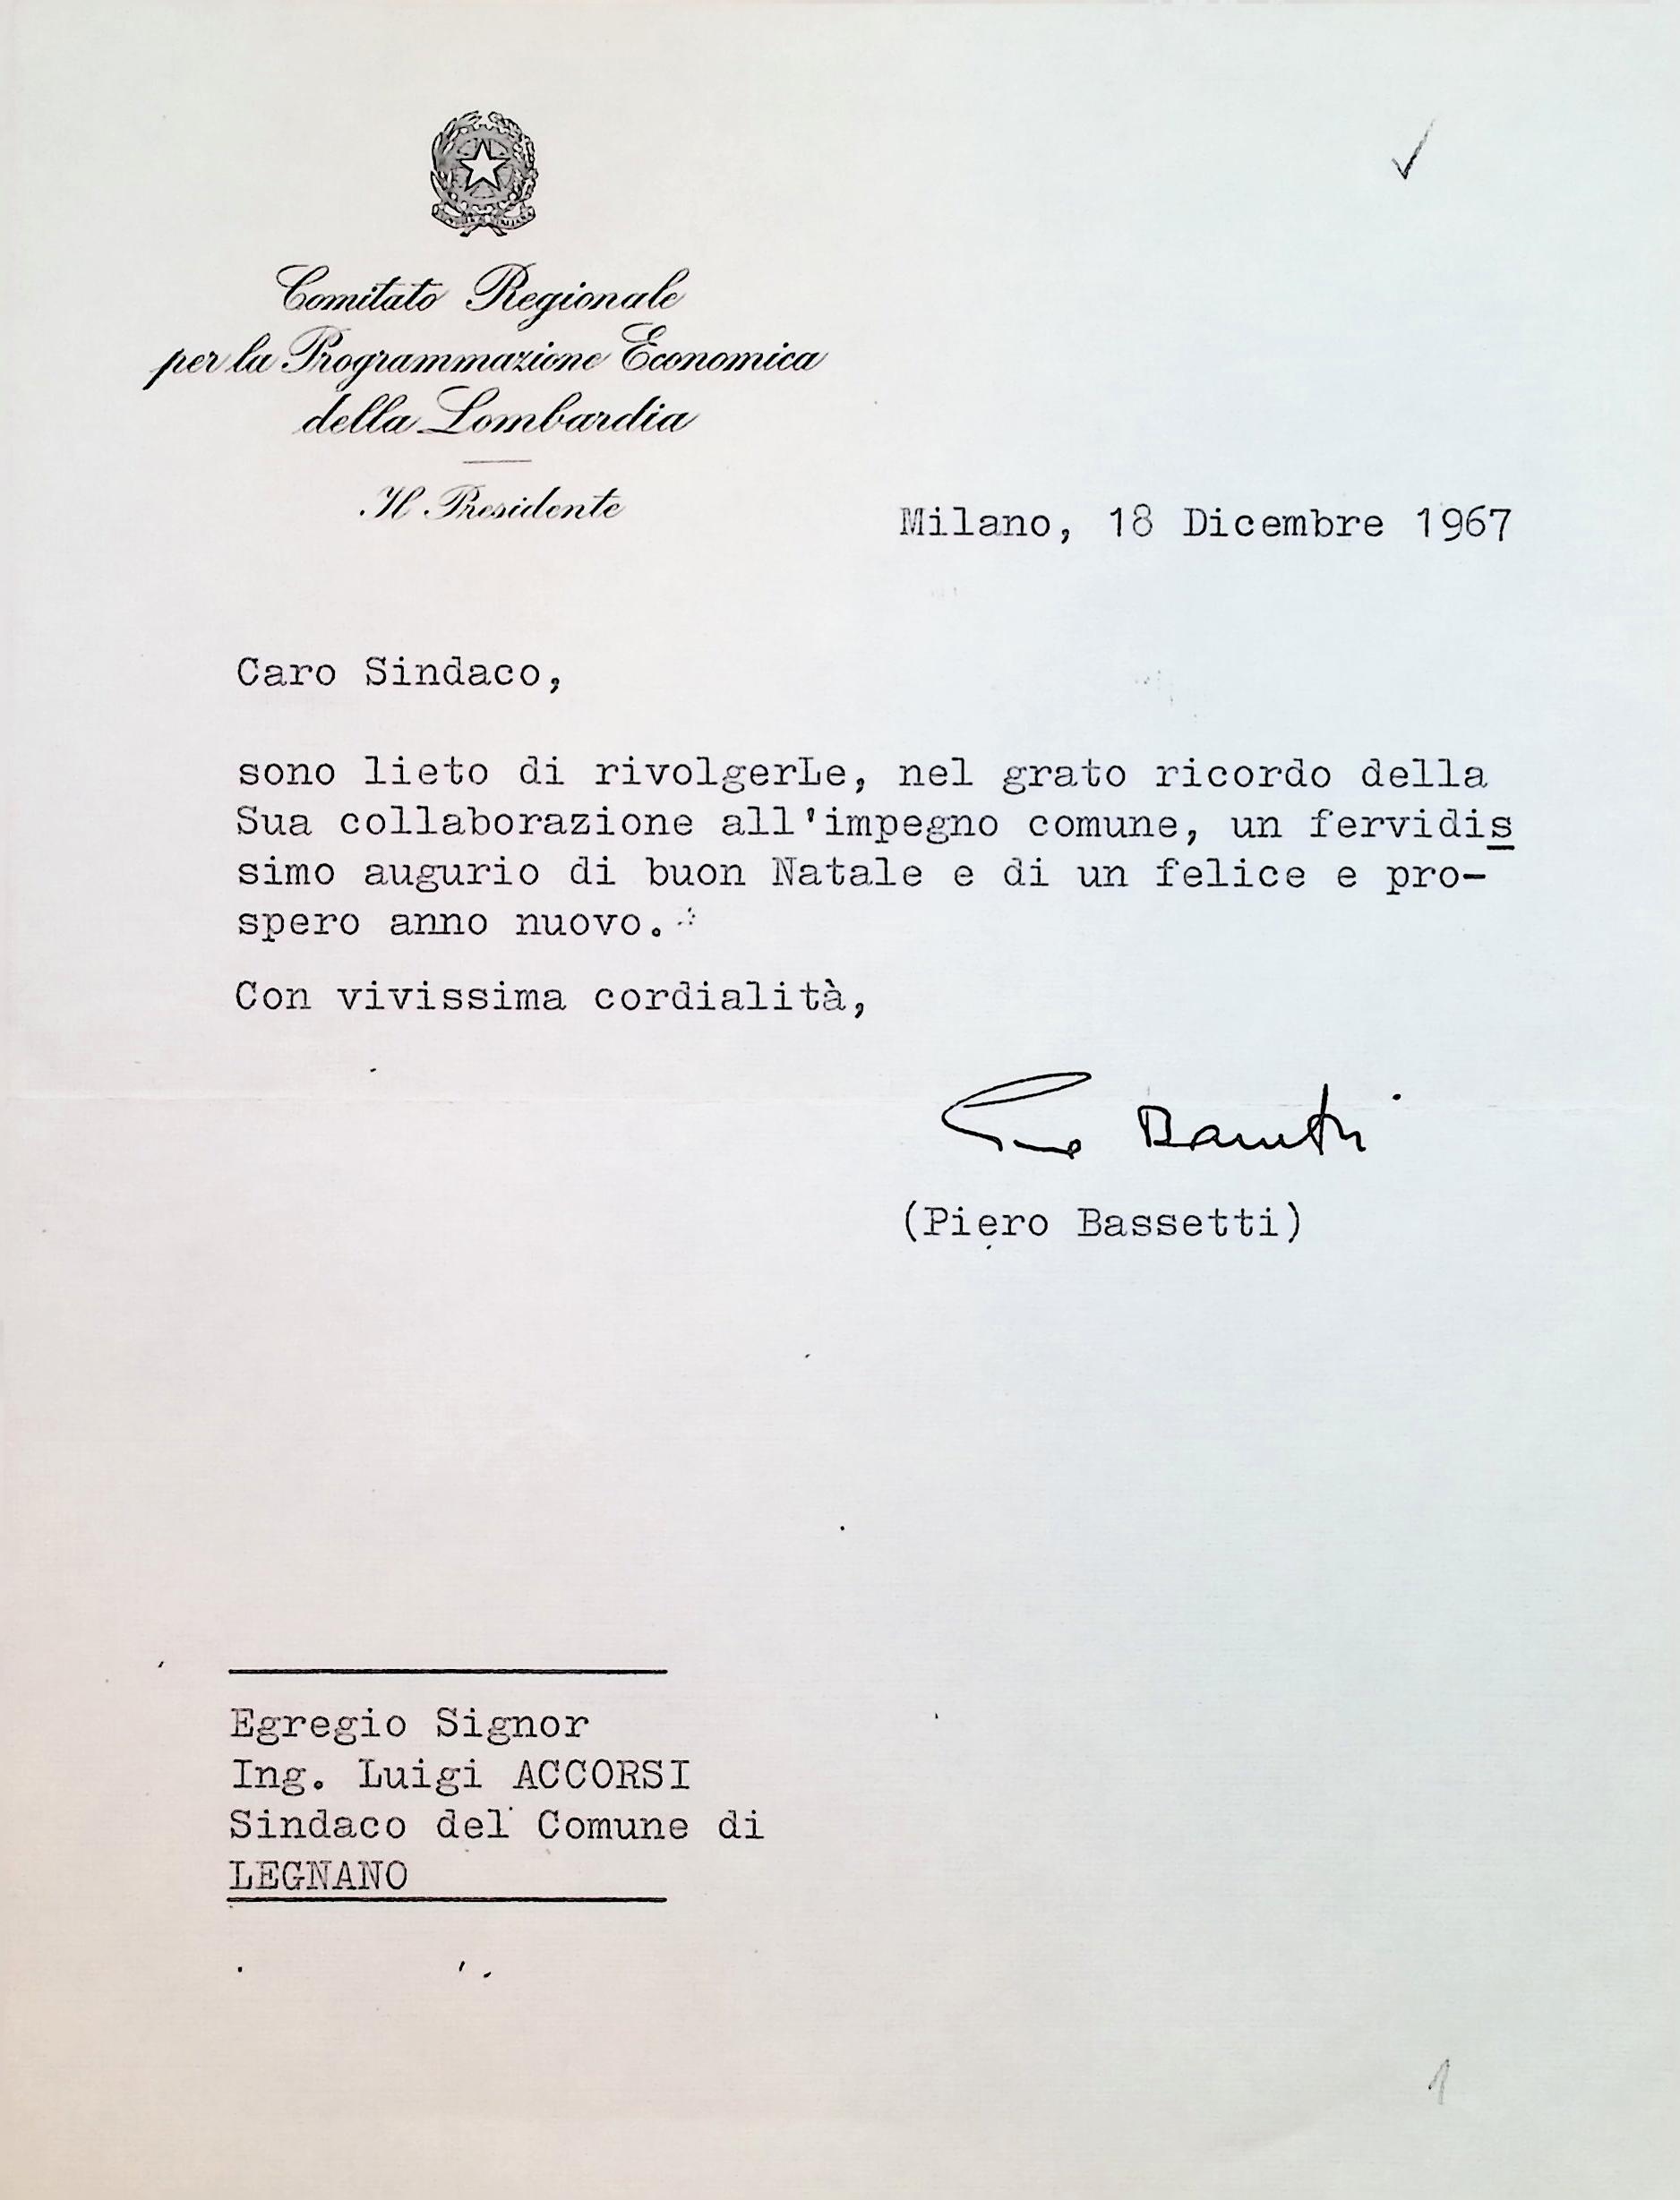 Comitato Regionale
per la Programmazione Economica
della Lombardia
Il Presidente
Milano, 18 Dicembre 1967
Caro Sindaco,
sono lieto di rivolgerLe, nel grato ricordo della
Sua collaborazione all'impegno comune, un fervidis
simo augurio di buon Natale e di un felice e pro-
spero anno nuovo.
Con vivissima cordialità,
Piero Bassetti
(Piero Bassetti)
Egregio Signor
Ing. Luigi ACCORSI
Sindaco del Comune di
LEGNANO
1